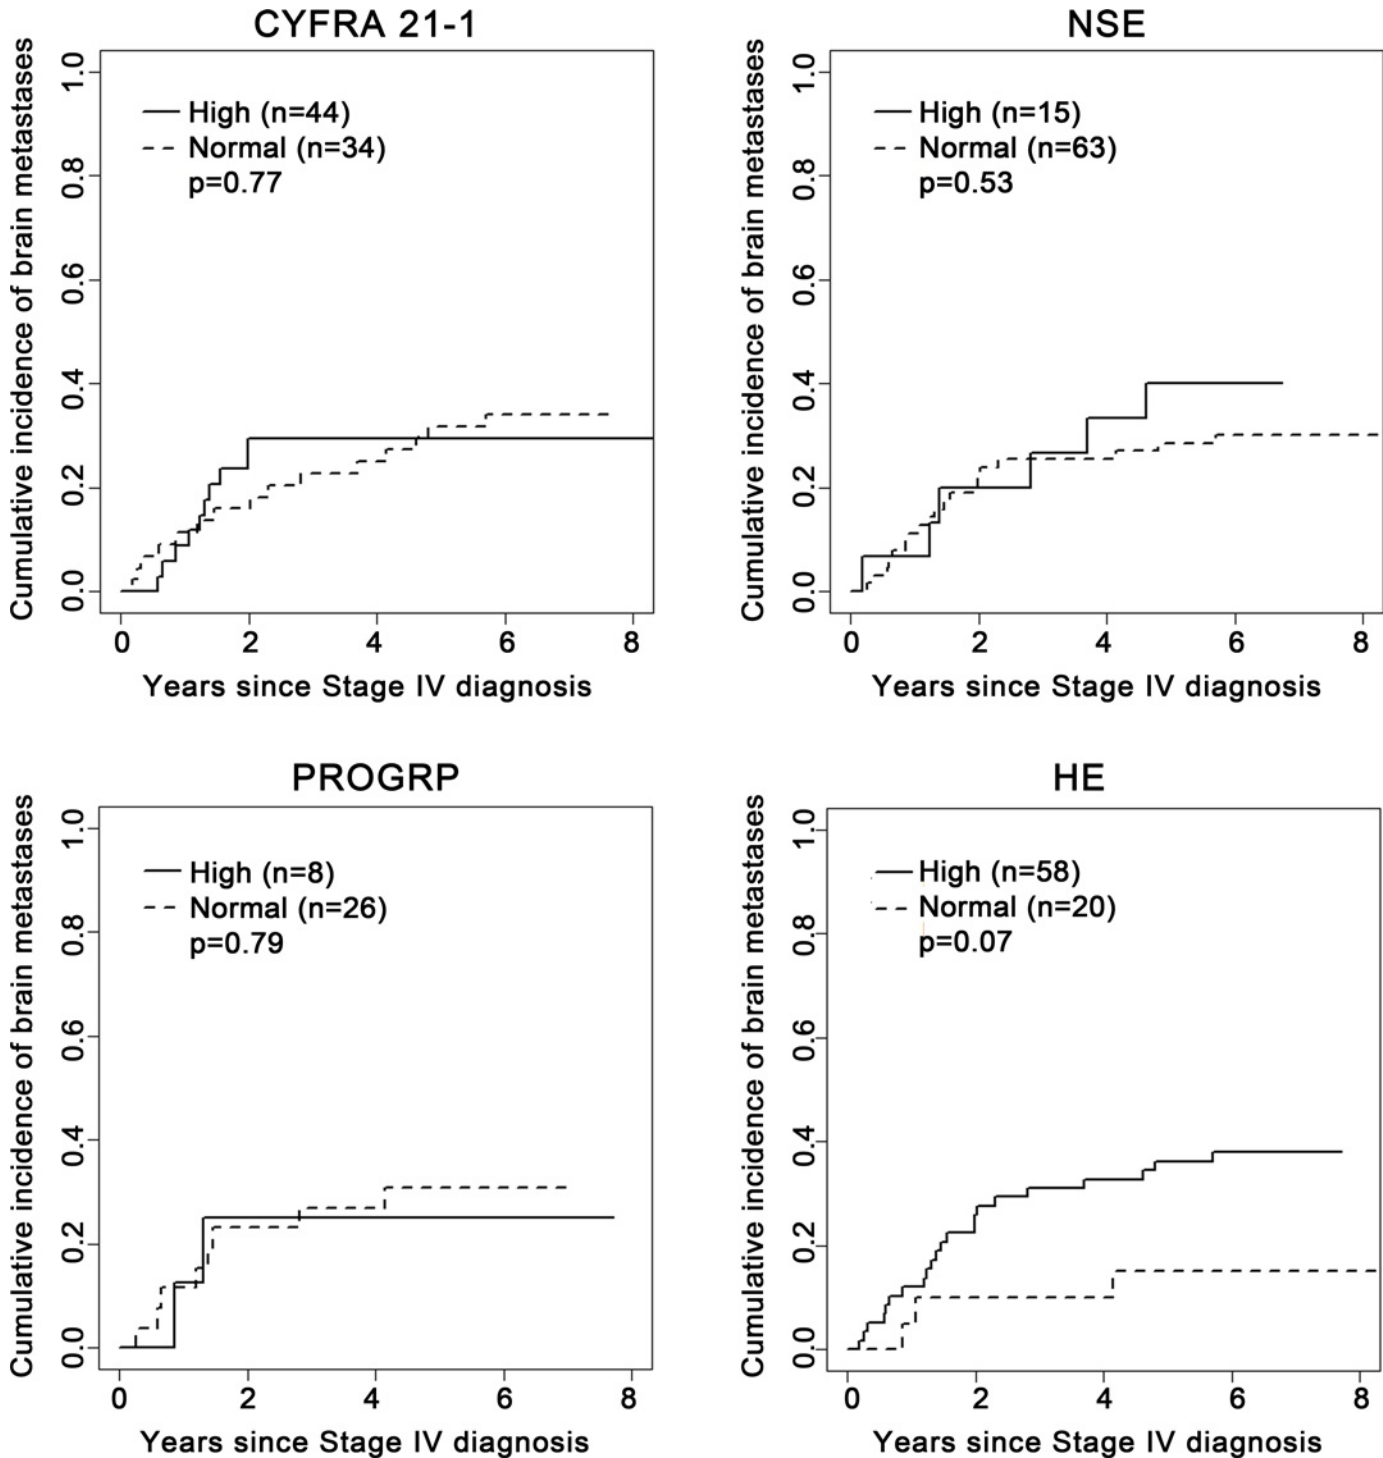 CYFRA 21-1
Cumulative incidence of brain metastases
1.0
0.8
0.6
0.4
0.2
0.0
High (n=44)
Normal (n=34)
p=0.77
0 2 4 6 8
Years since Stage IV diagnosis
NSE
Cumulative incidence of brain metastases
1.0
0.8
0.6
0.4
0.2
0.0
High (n=15)
Normal (n=63)
p=0.53
0 2 4 6 8
Years since Stage IV diagnosis
PROGRP
Cumulative incidence of brain metastases
1.0
0.8
0.6
0.4
0.2
0.0
High (n=8)
Normal (n=26)
p=0.79
0 2 4 6 8
Years since Stage IV diagnosis
HE
Cumulative incidence of brain metastases
1.0
0.8
0.6
0.4
0.2
0.0
High (n=58)
Normal (n=20)
p=0.07
0 2 4 6 8
Years since Stage IV diagnosis